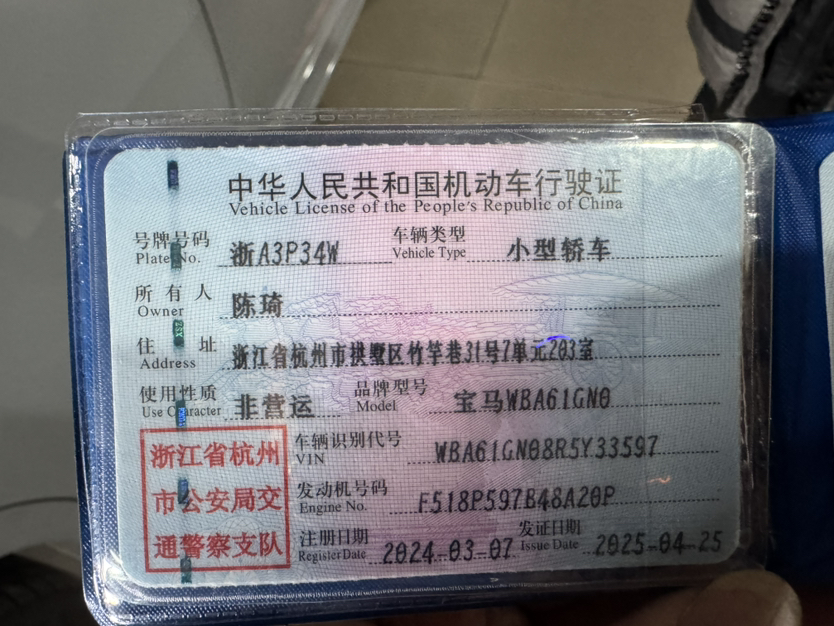 中华人民共和国机动车行驶证
Vehicle License of the People's Republic of China
号牌号码 Plate No. 浙A3P34W 车辆类型 Vehicle Type 小型轿车
所有人 Owner 陈琦
住址 Address 浙江省杭州市拱墅区竹竿巷31号7单元203室
使用性质 Use Character 非营运 品牌型号 Model 宝马WBA61GN0
浙江省杭州市公安局交通警察支队
车辆识别代号 VIN WBA61GN08R5Y33597
发动机号码 Engine No. F518P597B48A20P
注册日期 Register Date 2024-03-07 发证日期 Issue Date 2025-04-25